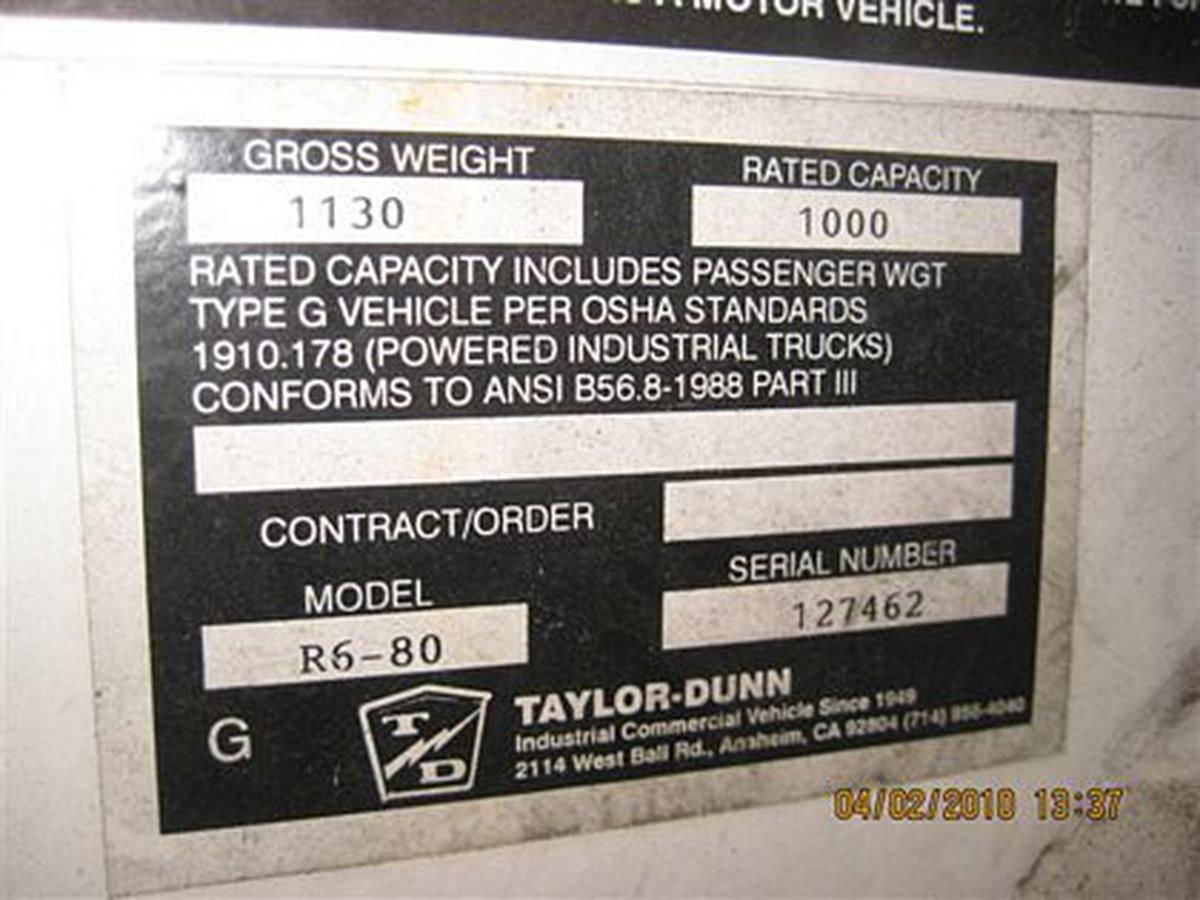 A MOTOR VEHICLE.
GROSS WEIGHT
1130
RATED CAPACITY
1000
RATED CAPACITY INCLUDES PASSENGER WGT
TYPE G VEHICLE PER OSHA STANDARDS
1910.178 (POWERED INDUSTRIAL TRUCKS)
CONFORMS TO ANSI B56.8-1988 PART III
CONTRACT/ORDER
SERIAL NUMBER
127462
MODEL
R6-80
G
T
D
TAYLOR-DUNN
Industrial Commercial Vehicle Since 1949
2114 West Ball Rd., Anaheim, CA 92804 (714) 956-4040
04/02/2010 13:37